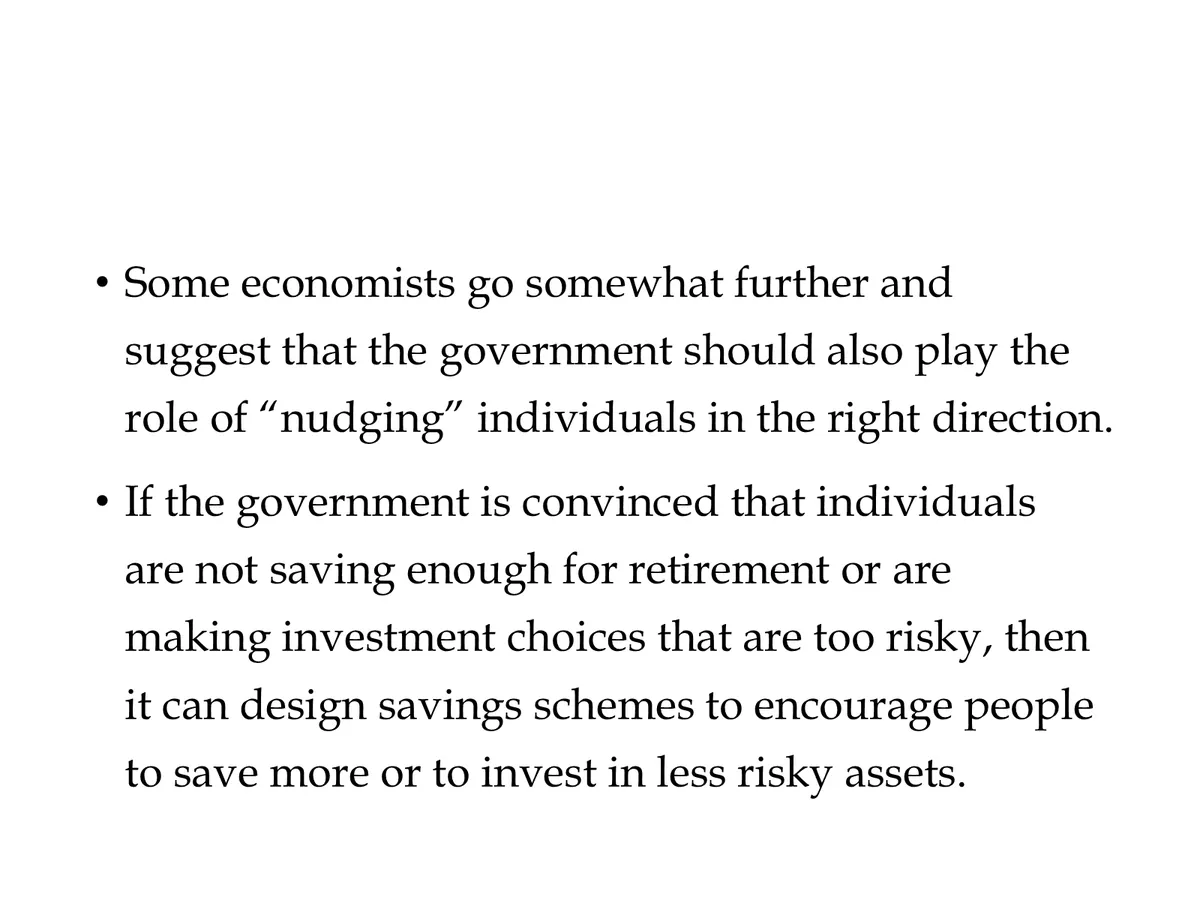 • Some economists go somewhat further and
suggest that the government should also play the
role of “nudging” individuals in the right direction.
• If the government is convinced that individuals
are not saving enough for retirement or are
making investment choices that are too risky, then
it can design savings schemes to encourage people
to save more or to invest in less risky assets.